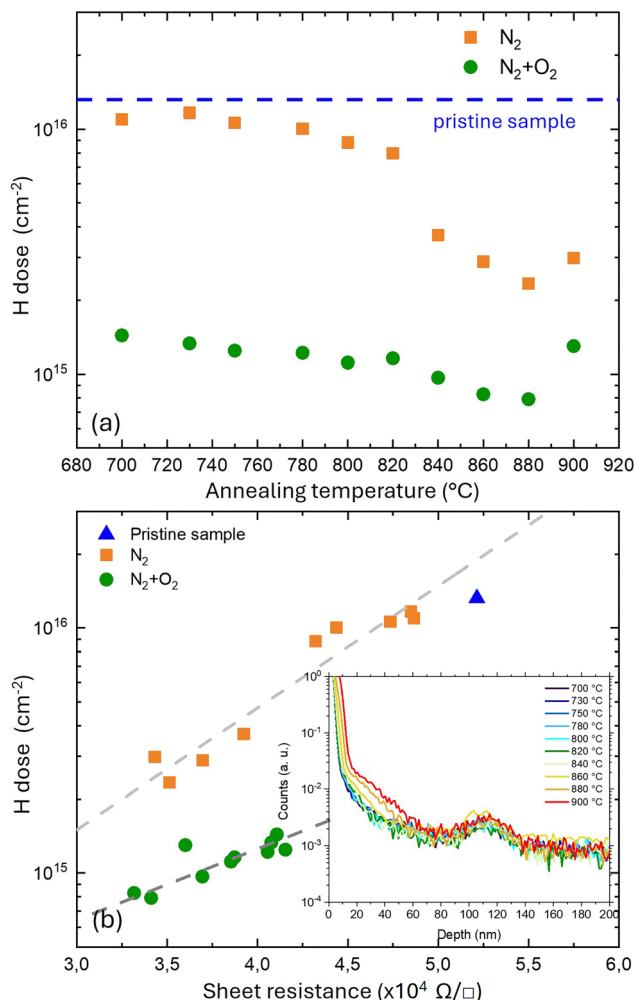 N2
N2+O2
pristine sample
10^16
10^15
H dose (cm^-2)
(a)
680 700 720 740 760 780 800 820 840 860 880 900 920
Annealing temperature (°C)
Pristine sample
N2
N2+O2
10^16
10^15
H dose (cm^-2)
(b)
3,0 3,5 4,0 4,5 5,0 5,5 6,0
Sheet resistance (x10^4 Ω/□)
10^0
10^-1
10^-2
10^-3
10^-4
Counts (a. u.)
700 °C
730 °C
750 °C
780 °C
800 °C
820 °C
840 °C
860 °C
880 °C
900 °C
0 20 40 60 80 100 120 140 160 180 200
Depth (nm)